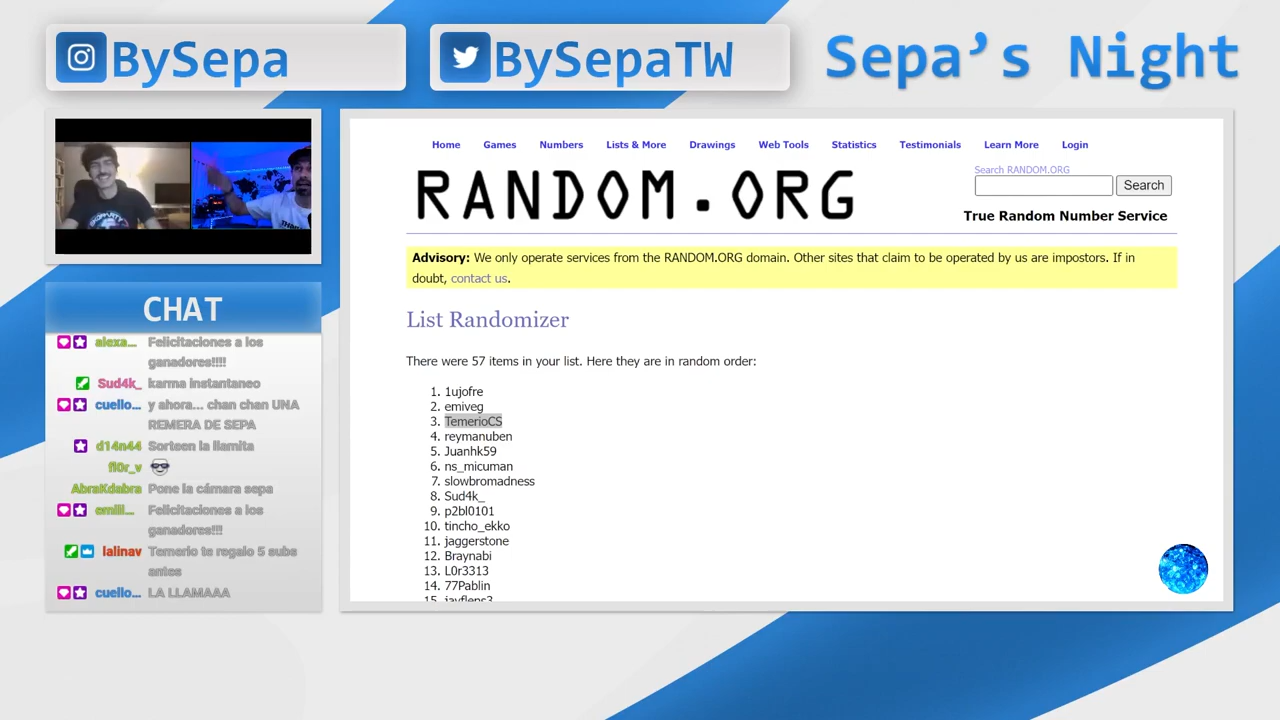 BySepa
BySepaTW
Sepa's Night
Home Games Numbers Lists & More Drawings Web Tools Statistics Testimonials Learn More Login
RANDOM.ORG
Search RANDOM.ORG
Search
True Random Number Service
Advisory: We only operate services from the RANDOM.ORG domain. Other sites that claim to be operated by us are impostors. If in
doubt, contact us.
List Randomizer
There were 57 items in your list. Here they are in random order:
1. 1ujofre
2. emiveg
3. TemerioCS
4. reymanuben
5. Juanhk59
6. ns_micuman
7. slowbromadness
8. Sud4k_
9. p2bl0101
10. tincho_ekko
11. jaggerstone
12. Braynabi
13. L0r3313
14. 77Pablin
15.
CHAT
alexa... Felicitaciones a los
ganadores!!!!
Sud4k_ karma instantaneo
cuello... y ahora... chan chan UNA
REMERA DE SEPA
d14n44 Sorteen la llamita
fl0r_v
AbraKdabra Pone la cámara sepa
emili... Felicitaciones a los
ganadores!!!
lalinav Temerio te regalo 5 subs
antes
cuello... LA LLAMAAA